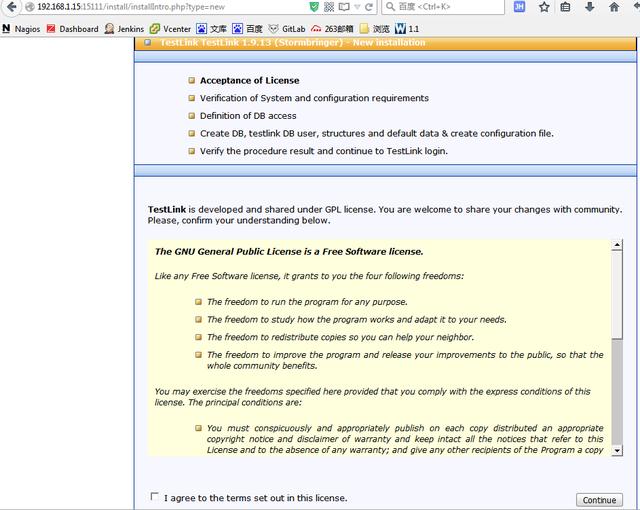 192.168.1.15:15111/install/installIntro.php?type=new
百度 <Ctrl+K>
JH
Nagios Dashboard Jenkins Vcenter 文库 百度 GitLab 263邮箱 浏览 1.1
TestLink TestLink 1.9.13 (Stormbringer) - New installation
Acceptance of License
Verification of System and configuration requirements
Definition of DB access
Create DB, testlink DB user, structures and default data & create configuration file.
Verify the procedure result and continue to TestLink login.
TestLink is developed and shared under GPL license. You are welcome to share your changes with community.
Please, confirm your understanding below.
The GNU General Public License is a Free Software license.
Like any Free Software license, it grants to you the four following freedoms:
The freedom to run the program for any purpose.
The freedom to study how the program works and adapt it to your needs.
The freedom to redistribute copies so you can help your neighbor.
The freedom to improve the program and release your improvements to the public, so that the
whole community benefits.
You may exercise the freedoms specified here provided that you comply with the express conditions of this
license. The principal conditions are:
You must conspicuously and appropriately publish on each copy distributed an appropriate
copyright notice and disclaimer of warranty and keep intact all the notices that refer to this
License and to the absence of any warranty; and give any other recipients of the Program a copy
I agree to the terms set out in this license.
Continue